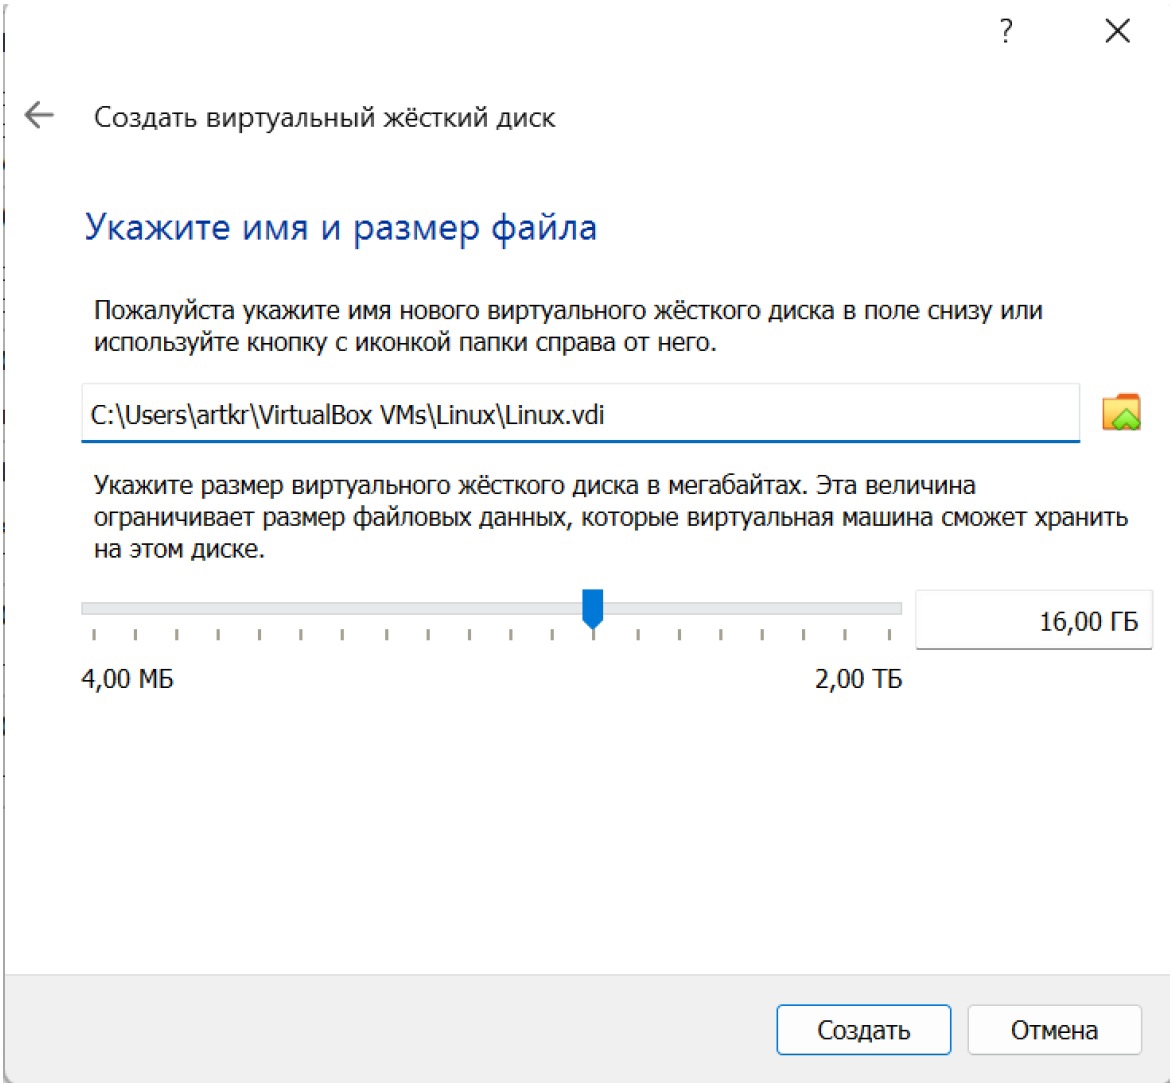 ?
Создать виртуальный жёсткий диск
Укажите имя и размер файла
Пожалуйста укажите имя нового виртуального жёсткого диска в поле снизу или
используйте кнопку с иконкой папки справа от него.
C:\Users\artkr\VirtualBox VMs\Linux\Linux.vdi
Укажите размер виртуального жёсткого диска в мегабайтах. Эта величина
ограничивает размер файловых данных, которые виртуальная машина сможет хранить
на этом диске.
16,00 ГБ
4,00 МБ 2,00 ТБ
Создать Отмена